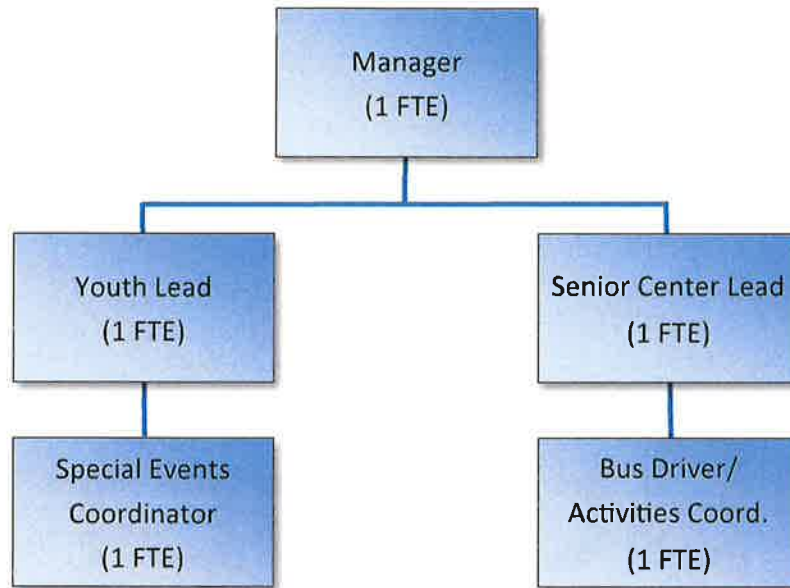 Manager
(1 FTE)
Youth Lead
(1 FTE)
Senior Center Lead
(1 FTE)
Special Events
Coordinator
(1 FTE)
Bus Driver/
Activities Coord.
(1 FTE)